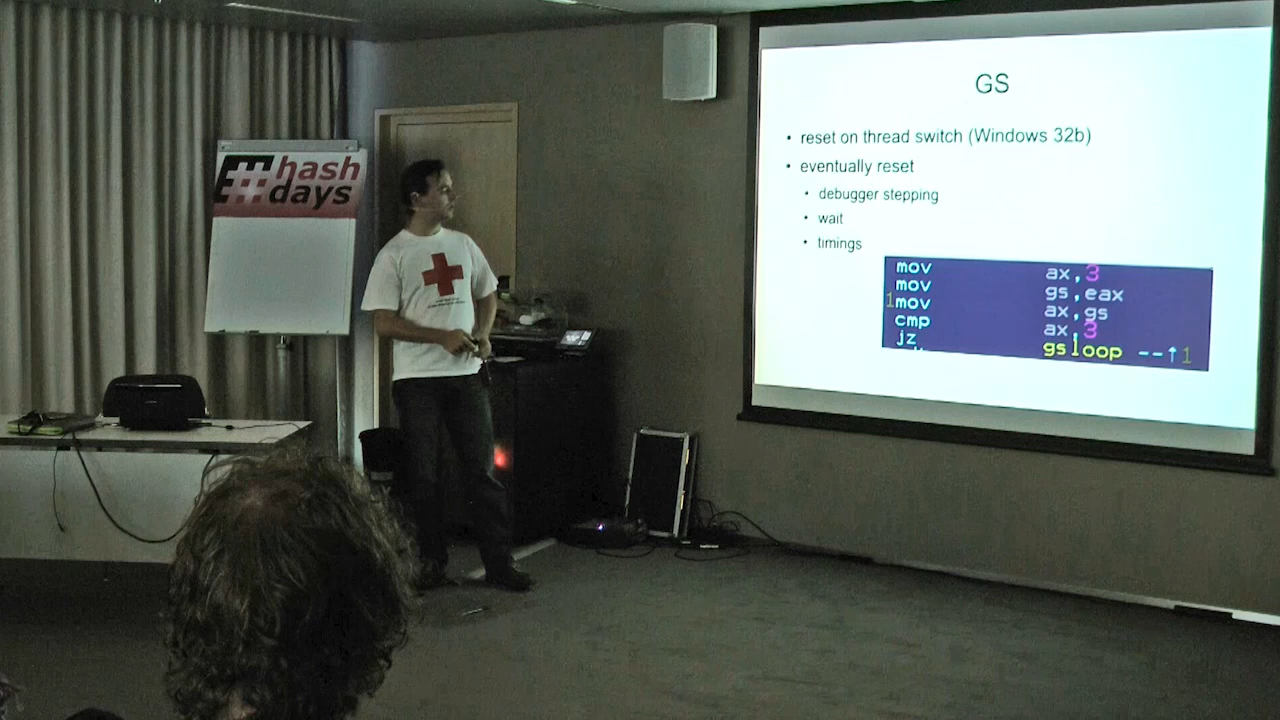 hash
days
GS
• reset on thread switch (Windows 32b)
• eventually reset
• debugger stepping
• wait
• timings
mov ax,3
mov gs,eax
1mov ax,gs
cmp ax,3
jz gsloop --↑1